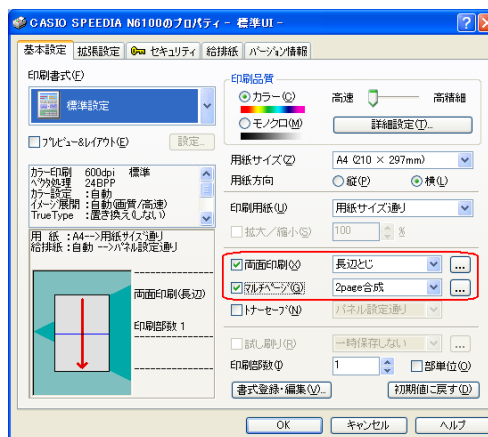 CASIO SPEEDIA N6100のプロパティ - 標準UI -
基本設定 拡張設定 セキュリティ 給排紙 バージョン情報
印刷書式(F)
標準設定
プレビュー&レイアウト(E) 設定...
カラー印刷 600dpi 標準
ベクタ処理 24BPP
カラー設定 :自動
イメージ展開 :自動(画質/高速)
TrueType :置き換え(しない)
用 紙 :A4-->用紙サイズ通り
給排紙:自動 -->パネル設定通り
両面印刷(長辺)
印刷部数 1
印刷品質
カラー(C) 高速 高精細
モノクロ(M) 詳細設定(T)...
用紙サイズ(Z) A4 (210 × 297mm)
用紙方向 縦(P) 横(L)
印刷用紙(U) 用紙サイズ通り
拡大/縮小(S) 100 %
両面印刷(X) 長辺とじ ...
マルチページ(G) 2page合成 ...
トナーセーブ(N) パネル設定通り
試し刷り(R) 一時保存しない ...
印刷部数(I) 1 部単位(O)
書式登録・編集(V)... 初期値に戻す(D)
OK キャンセル ヘルプ